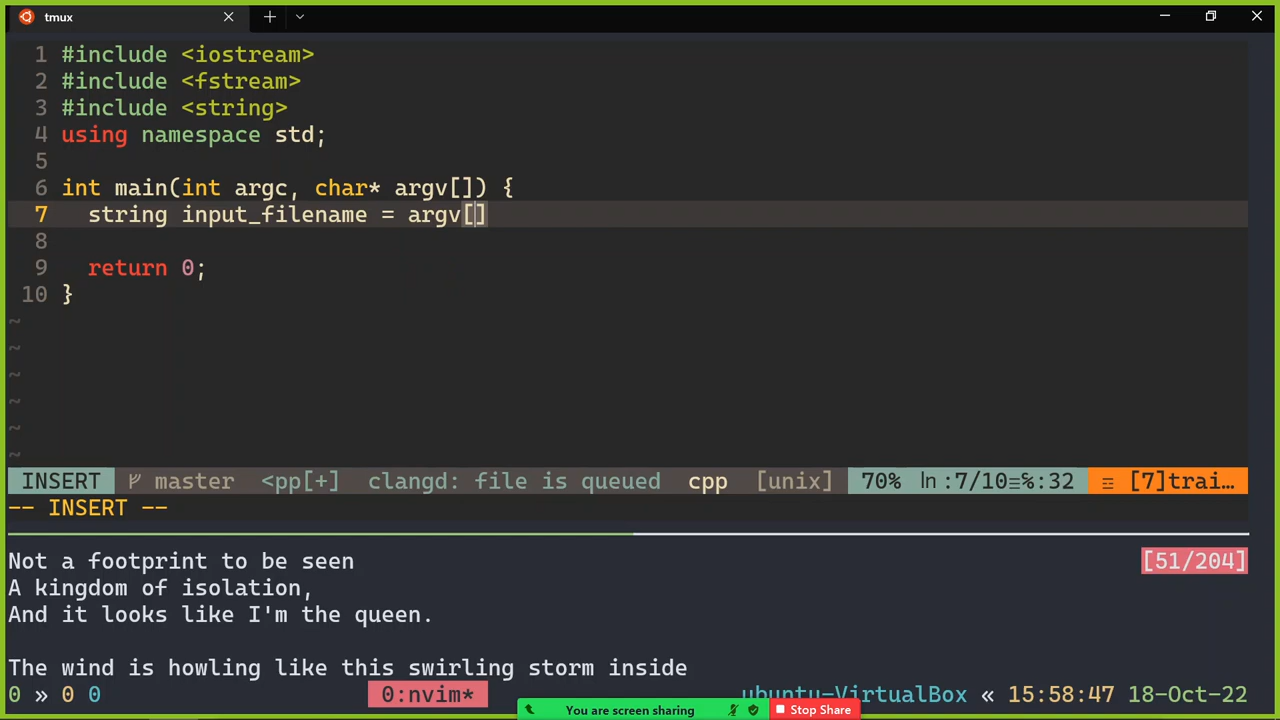 tmux
1 #include <iostream>
2 #include <fstream>
3 #include <string>
4 using namespace std;
5
6 int main(int argc, char* argv[]) {
7 string input_filename = argv[]
8
9 return 0;
10 }
~
~
~
~
~
~
INSERT master <pp[+] clangd: file is queued cpp [unix] 70% ln:7/10≡%:32 [7]trai…
-- INSERT --
Not a footprint to be seen [51/204]
A kingdom of isolation,
And it looks like I'm the queen.
The wind is howling like this swirling storm inside
0 » 0 0 0:nvim* ubuntu-VirtualBox « 15:58:47 18-Oct-22
You are screen sharing Stop Share